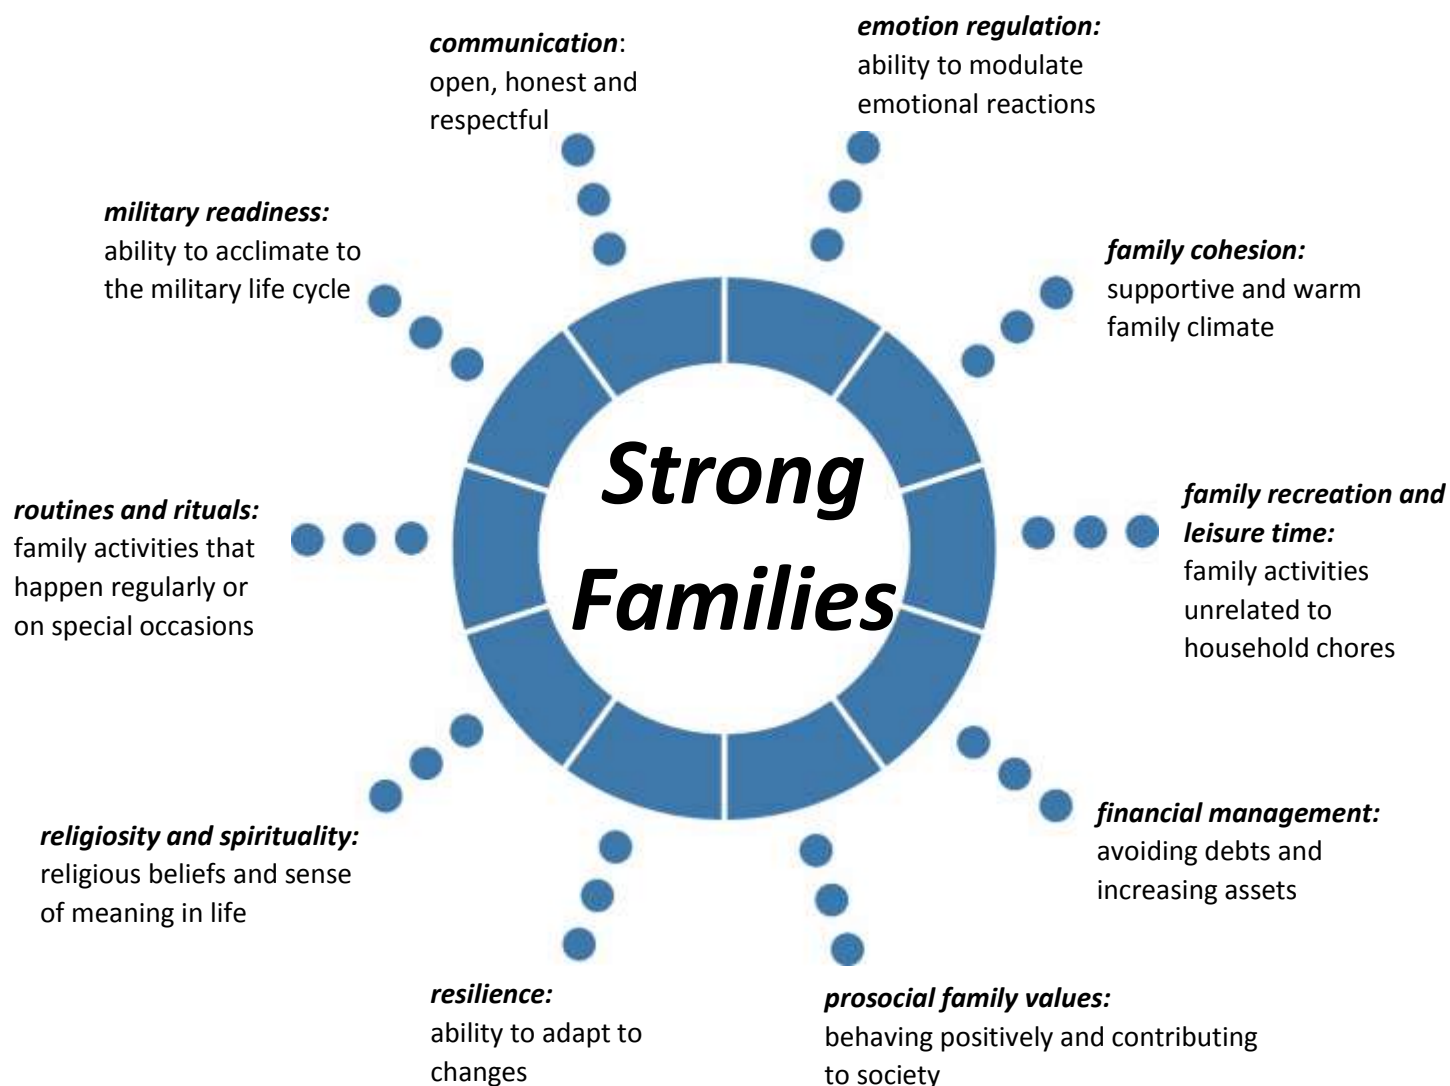 communication:
open, honest and
respectful
emotion regulation:
ability to modulate
emotional reactions
military readiness:
ability to acclimate to
the military life cycle
family cohesion:
supportive and warm
family climate
Strong
Families
routines and rituals:
family activities that
happen regularly or
on special occasions
family recreation and
leisure time:
family activities
unrelated to
household chores
religiosity and spirituality:
religious beliefs and sense
of meaning in life
financial management:
avoiding debts and
increasing assets
resilience:
ability to adapt to
changes
prosocial family values:
behaving positively and contributing
to society